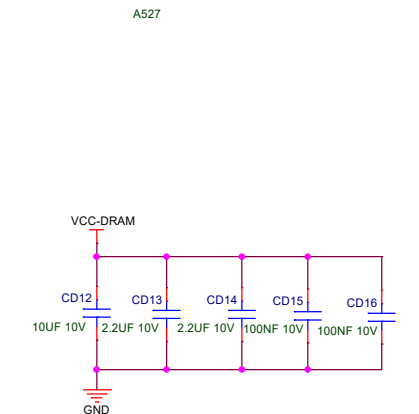 A527
VCC-DRAM
CD12 CD13 CD14 CD15 CD16
10UF 10V 2.2UF 10V 2.2UF 10V 100NF 10V 100NF 10V
GND